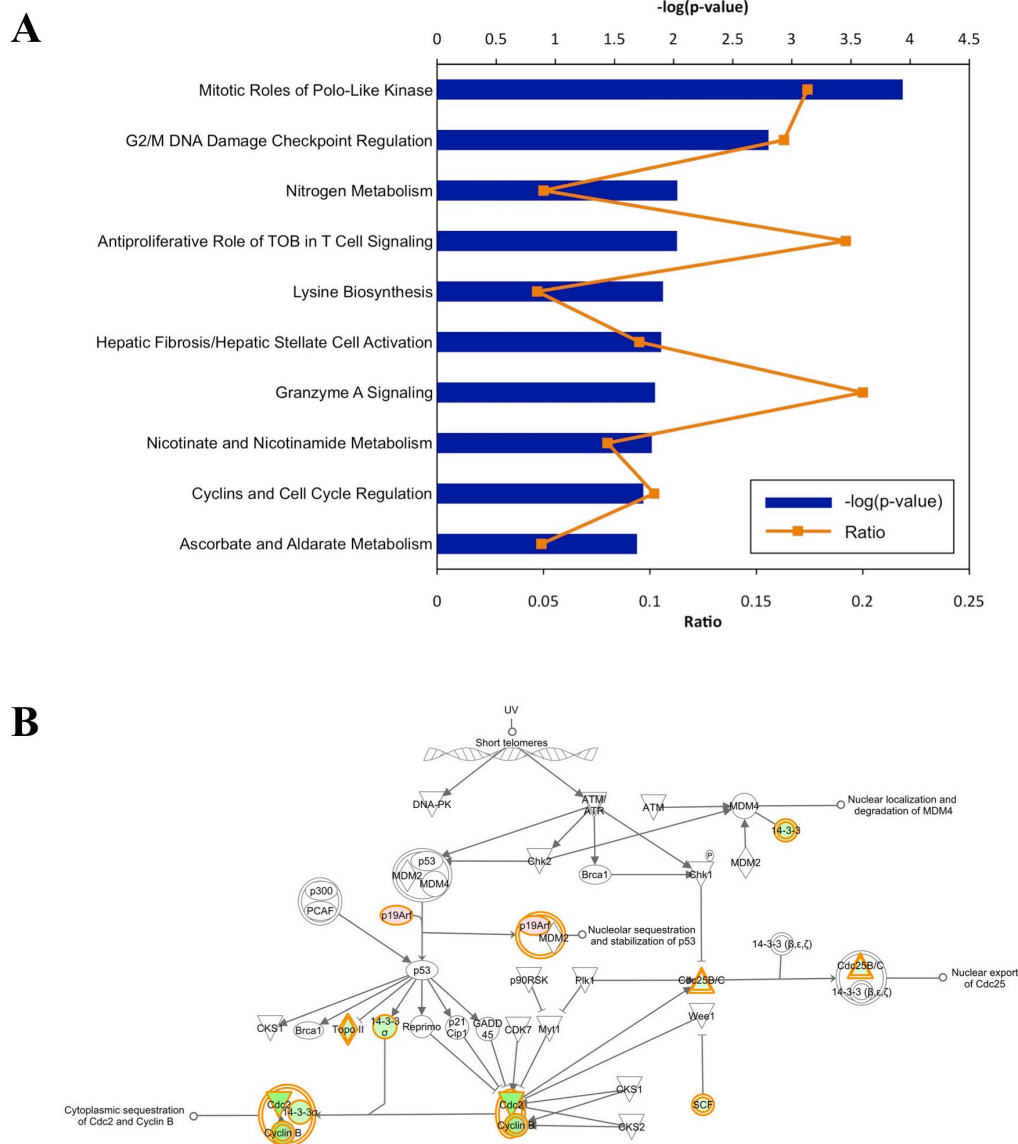 A
-log(p-value)
0 0.5 1 1.5 2 2.5 3 3.5 4 4.5
Mitotic Roles of Polo-Like Kinase
G2/M DNA Damage Checkpoint Regulation
Nitrogen Metabolism
Antiproliferative Role of TOB in T Cell Signaling
Lysine Biosynthesis
Hepatic Fibrosis/Hepatic Stellate Cell Activation
Granzyme A Signaling
Nicotinate and Nicotinamide Metabolism
Cyclins and Cell Cycle Regulation
Ascorbate and Aldarate Metabolism
-log(p-value)
Ratio
0 0.05 0.1 0.15 0.2 0.25
Ratio
B
UV
Short telomeres
DNA-PK
ATM/
ATR
ATM
MDM4
Nuclear localization and
degradation of MDM4
14-3-3
MDM2
p53
MDM2
MDM4
Chk2
Brca1
P
Chk1
p300
PCAF
p19Arf
p19Arf
MDM2
Nucleolar sequestration
and stabilization of p53
14-3-3 (β,ε,ζ)
Cdc25B/C
14-3-3 (β,ε,ζ)
Nuclear export
of Cdc25
p53
p90RSK
Plk1
Cdc25B/C
CKS1
Brca1
Topo II
14-3-3
σ
Reprimo
p21
Cip1
GADD
45
CDK7
Myt1
Wee1
CKS1
SCF
Cytoplasmic sequestration
of Cdc2 and Cyclin B
Cdc2
14-3-3σ
Cyclin B
Cdc2
Cyclin B
CKS2